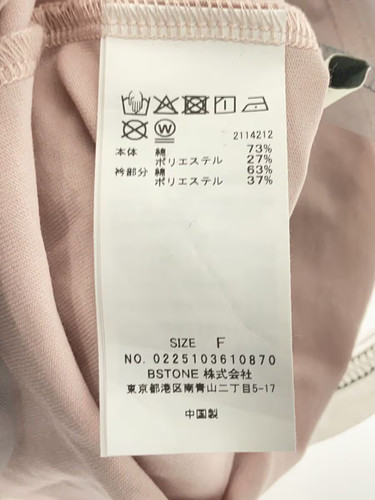 2114212
本体 綿 73%
ポリエステル 27%
衿部分 綿 63%
ポリエステル 37%
SIZE F
NO. 0225103610870
BSTONE 株式会社
東京都港区南青山二丁目5-17
中国製